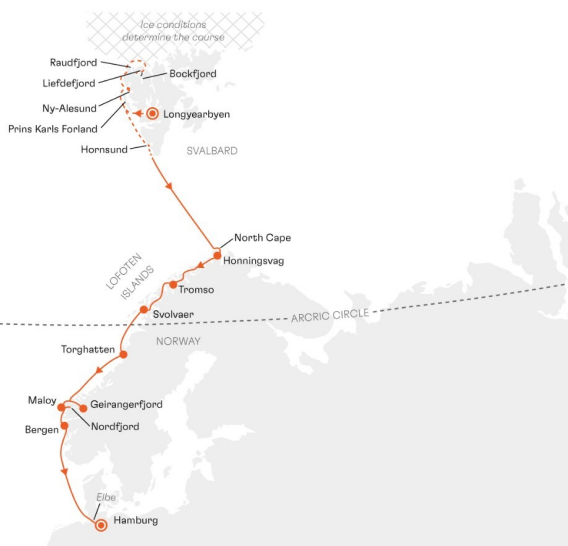 Ice conditions
determine the course
Raudfjord
Bockfjord
Liefdefjord
Ny-Alesund
Longyearbyen
Prins Karls Forland
Hornsund
SVALBARD
North Cape
Honningsvag
LOFOTEN
ISLANDS
Tromso
Svolvaer
ARCRIC CIRCLE
NORWAY
Torghatten
Maloy
Geirangerfjord
Nordfjord
Bergen
Elbe
Hamburg